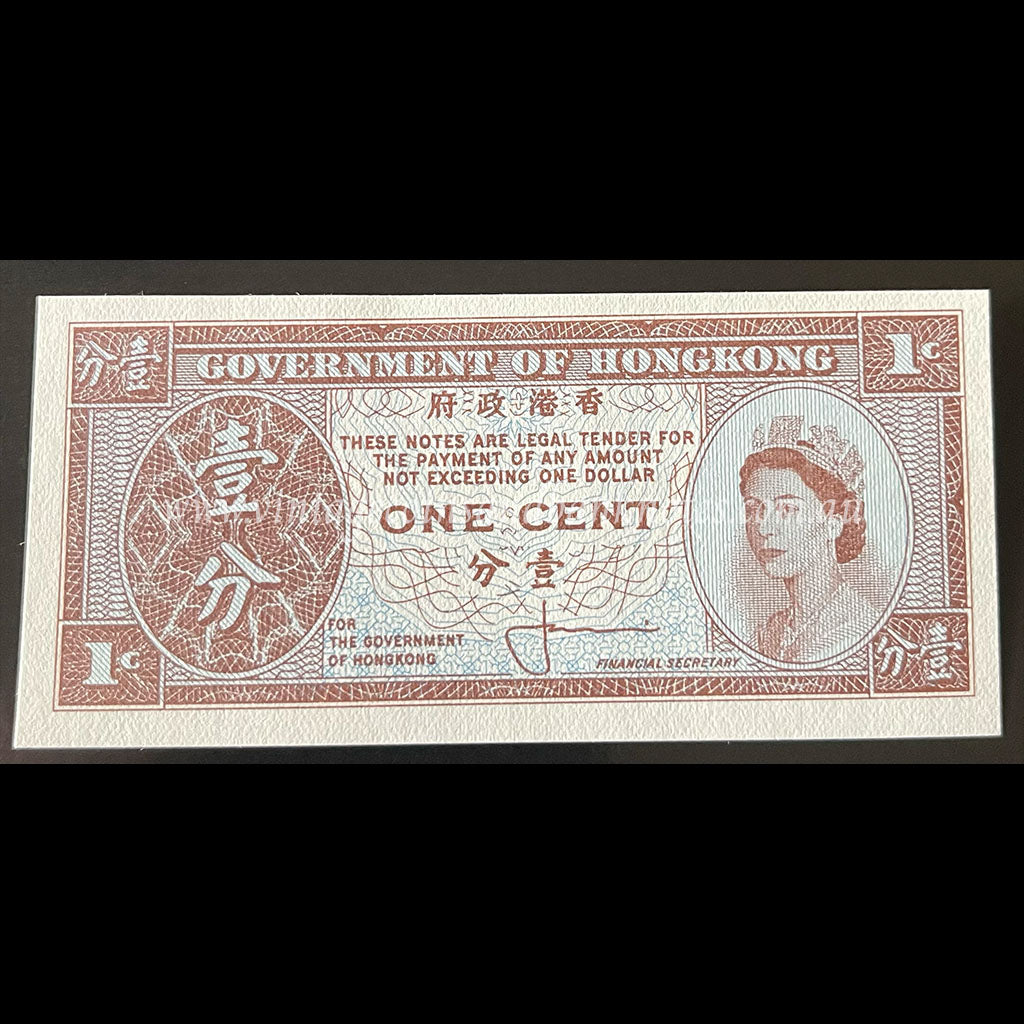 分壹
GOVERNMENT OF HONGKONG
1C
府政港香
THESE NOTES ARE LEGAL TENDER FOR
THE PAYMENT OF ANY AMOUNT
NOT EXCEEDING ONE DOLLAR
壹
分
ONE CENT
分壹
FOR
THE GOVERNMENT
OF HONGKONG
FINANCIAL SECRETARY
1C
分壹